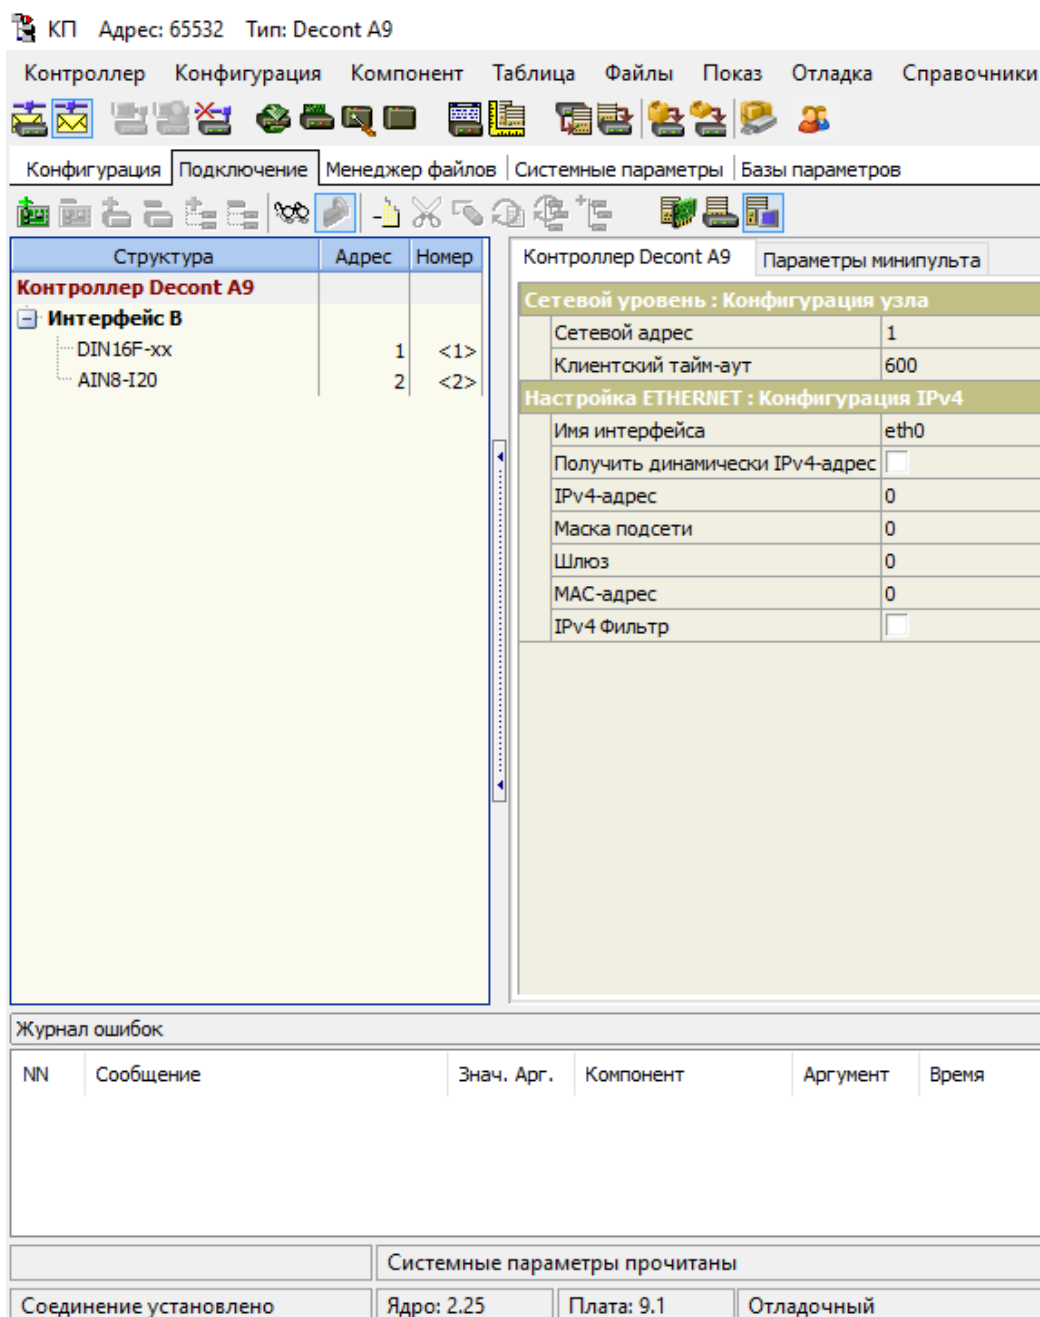 КП Адрес: 65532 Тип: Decont A9
Контроллер Конфигурация Компонент Таблица Файлы Показ Отладка Справочники
Конфигурация Подключение Менеджер файлов Системные параметры Базы параметров
Структура Адрес Номер
Контроллер Decont A9
Интерфейс B
DIN16F-xx 1 <1>
AIN8-I20 2 <2>
Контроллер Decont A9 Параметры минипульта
Сетевой уровень : Конфигурация узла
Сетевой адрес 1
Клиентский тайм-аут 600
Настройка ETHERNET : Конфигурация IPv4
Имя интерфейса eth0
Получить динамически IPv4-адрес
IPv4-адрес 0
Маска подсети 0
Шлюз 0
MAC-адрес 0
IPv4 Фильтр
Журнал ошибок
NN Сообщение Знач. Арг. Компонент Аргумент Время
Системные параметры прочитаны
Соединение установлено Ядро: 2.25 Плата: 9.1 Отладочный